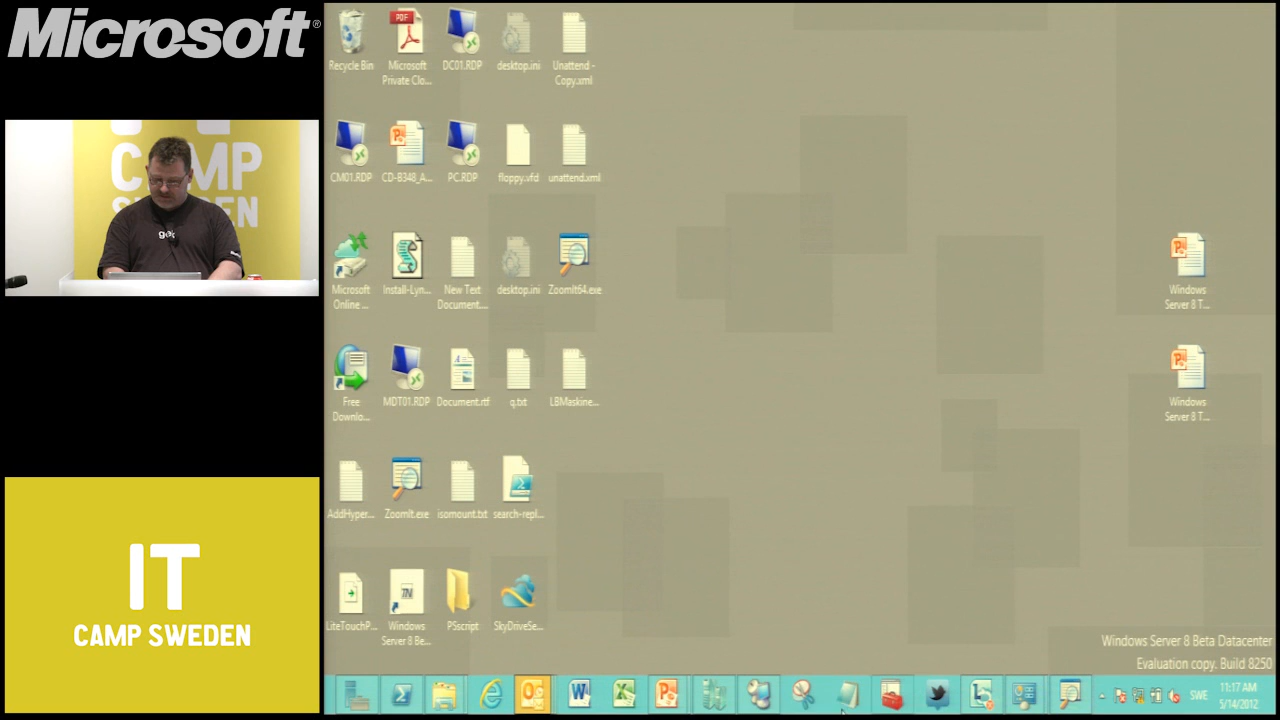 Microsoft®
CAMP
SWEDEN
IT
CAMP SWEDEN
Recycle Bin
Microsoft
Private Clo...
DC01.RDP
desktop.ini
Unattend -
Copy.xml
CM01.RDP
CD-B348_A...
PC.RDP
floppy.vfd
unattend.xml
Microsoft
Online ...
Install-Lyn...
New Text
Document....
desktop.ini
ZoomIt64.exe
Windows
Server 8 T...
Free
Downlo...
MDT01.RDP
Document.rtf
q.txt
LBMaskine...
Windows
Server 8 T...
AddHyper...
ZoomIt.exe
isomount.txt
search-repl...
LiteTouchP...
Windows
Server 8 Be...
PScript
SkyDriveSe...
Windows Server 8 Beta Datacenter
Evaluation copy. Build 8250
SWE
11:17 AM
5/14/2012